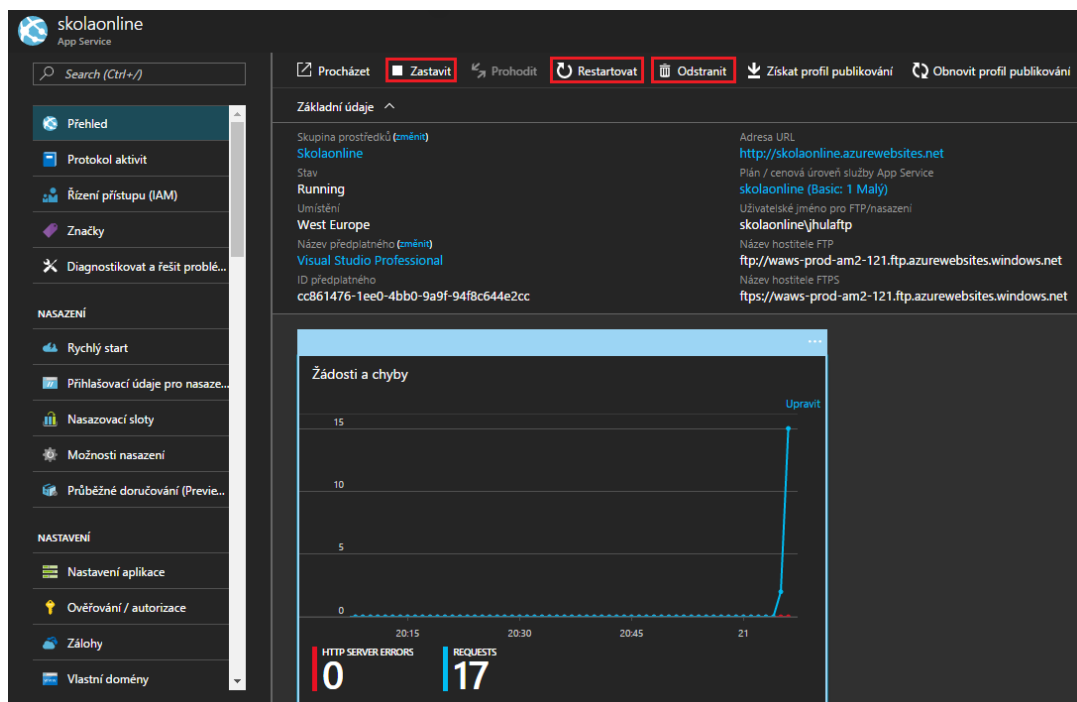 skolaonline
App Service
Search (Ctrl+/)
Přehled
Protokol aktivit
Řízení přístupu (IAM)
Značky
Diagnostikovat a řešit problé...
NASAZENÍ
Rychlý start
Přihlašovací údaje pro nasaze...
Nasazovací sloty
Možnosti nasazení
Průběžné doručování (Previe...
NASTAVENÍ
Nastavení aplikace
Ověřování / autorizace
Zálohy
Vlastní domény
Procházet Zastavit Prohodit Restartovat Odstranit Získat profil publikování Obnovit profil publikování
Základní údaje
Skupina prostředků (změnit)
Skolaonline
Stav
Running
Umístění
West Europe
Název předplatného (změnit)
Visual Studio Professional
ID předplatného
cc861476-1ee0-4bb0-9a9f-94f8c644e2cc
Adresa URL
http://skolaonline.azurewebsites.net
Plán / cenová úroveň služby App Service
skolaonline (Basic: 1 Malý)
Uživatelské jméno pro FTP/nasazení
skolaonline\jhulaftp
Název hostitele FTP
ftp://waws-prod-am2-121.ftp.azurewebsites.windows.net
Název hostitele FTPS
ftps://waws-prod-am2-121.ftp.azurewebsites.windows.net
...
Žádosti a chyby
Upravit
15
10
5
0
20:15 20:30 20:45 21
HTTP SERVER ERRORS
0
REQUESTS
17